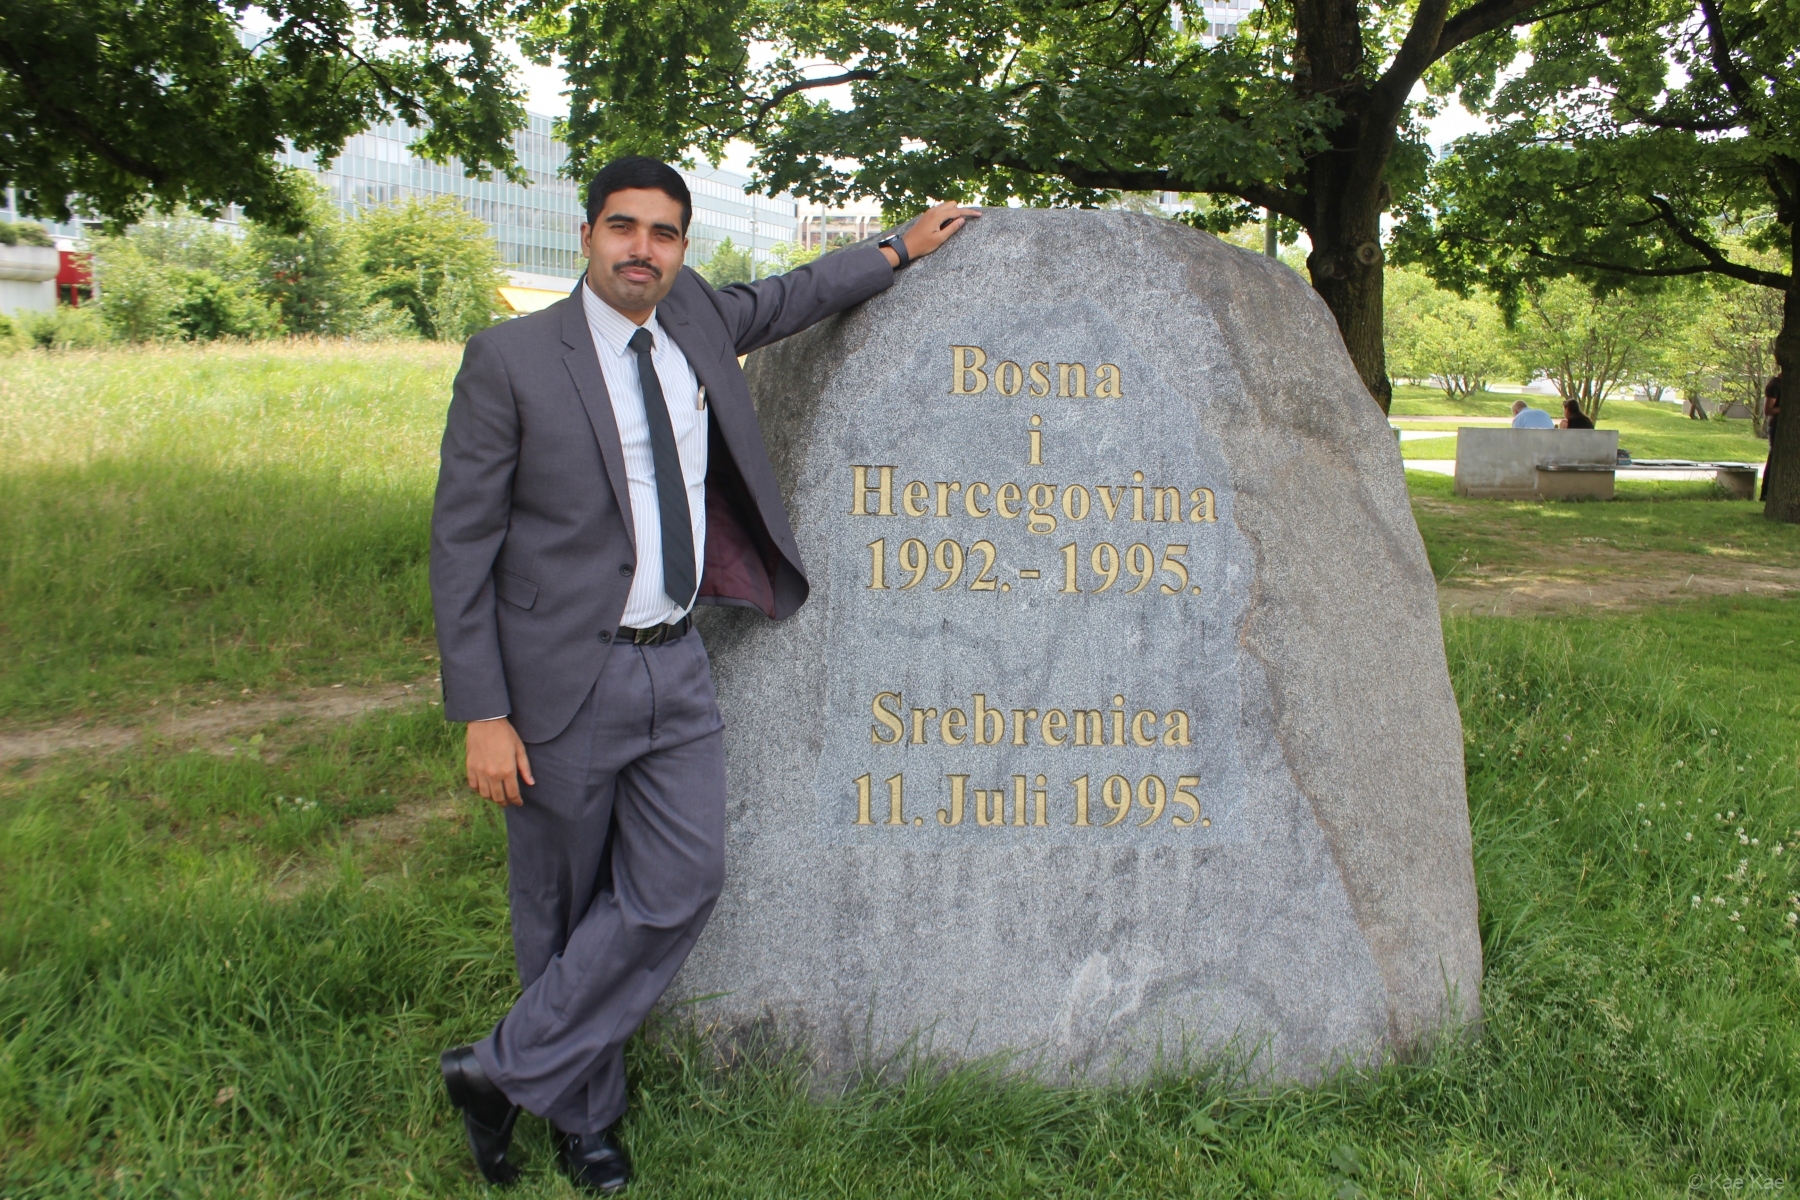 Bosna
i
Hercegovina
1992.- 1995.
Srebrenica
11. Juli 1995.
© Kae Kae